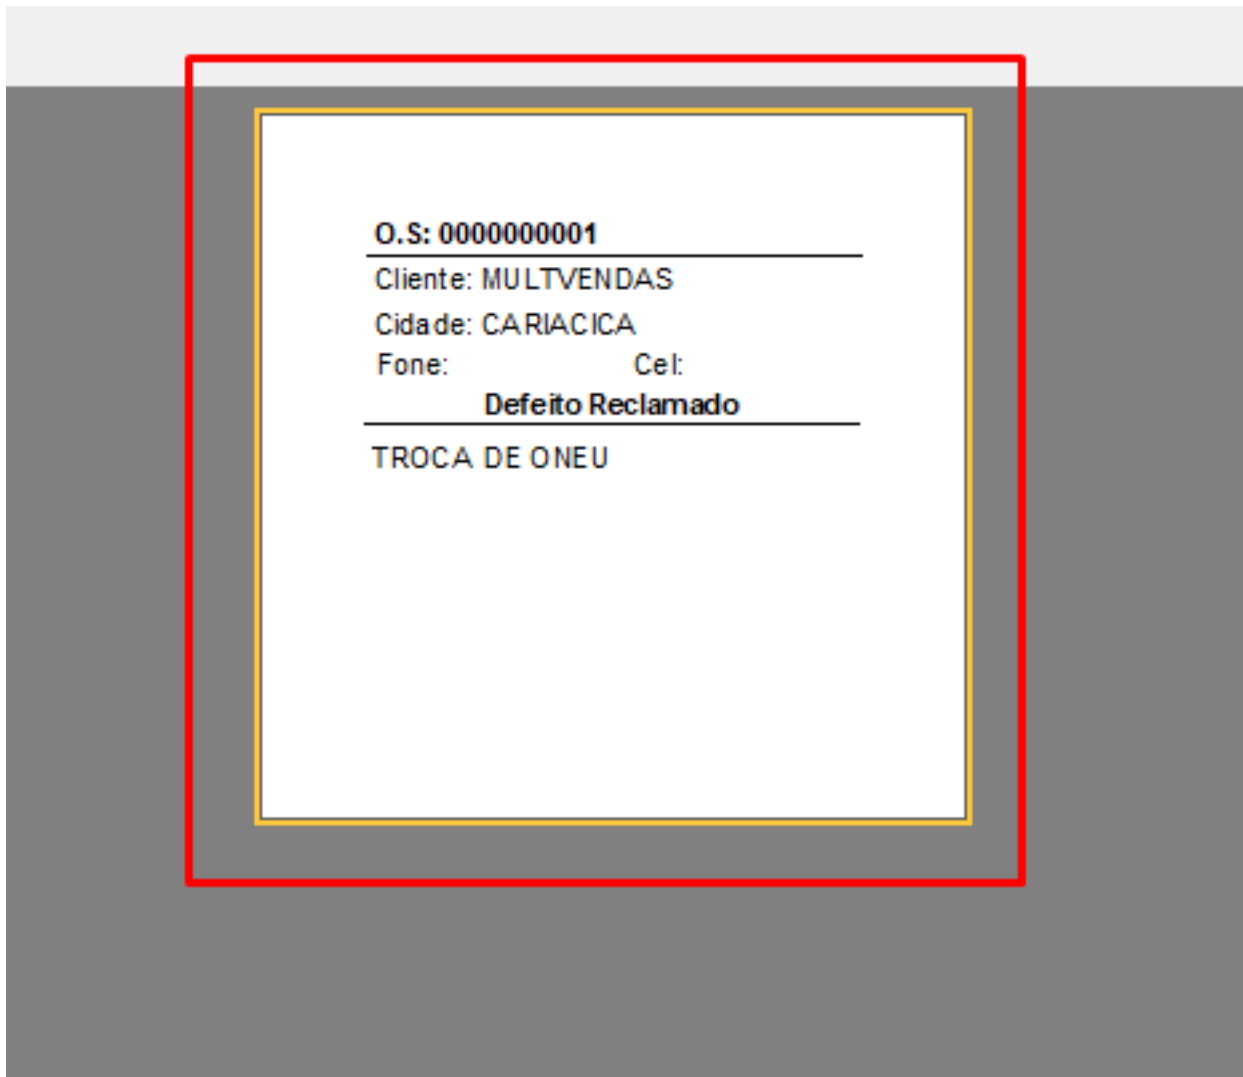 O.S: 0000000001
Cliente: MULTVENDAS
Cidade: CARIACICA
Fone: Cel:
Defeito Reclamado
TROCA DE ONEU